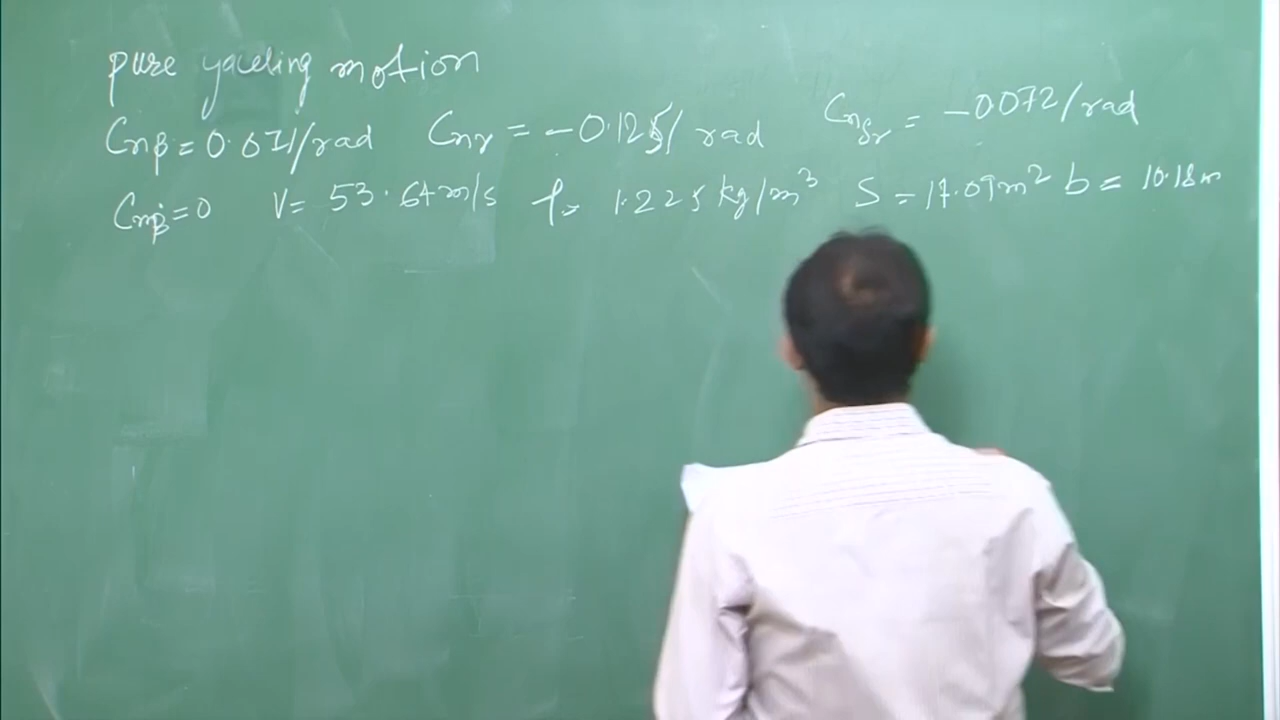 pure yawing motion
Cnβ = 0.071/rad Cnr = -0.125/rad Cnδr = -0.072/rad
Cnβ̇ = 0 V = 53.64 m/s ρ = 1.225 kg/m³ S = 17.09 m² b = 10.18 m